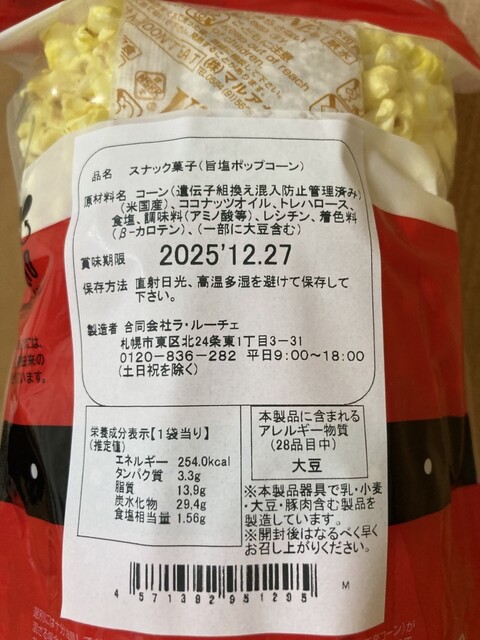 children.
of reach
品名 スナック菓子(旨塩ポップコーン)
原材料名 コーン(遺伝子組換え混入防止管理済み)
(米国産)、ココナッツオイル、トレハロース、
食塩、調味料(アミノ酸等)、レシチン、着色料
(β-カロテン)、(一部に大豆含む)
賞味期限 2025'12.27
保存方法 直射日光、高温多湿を避けて保存して
下さい。
製造者 合同会社ラ・ルーチェ
札幌市東区北24条東1丁目3-31
0120-836-282 平日9:00~18:00
(土日祝を除く)
栄養成分表示【1袋当り】
(推定値)
エネルギー 254.0kcal
タンパク質 3.3g
脂質 13.9g
炭水化物 29.4g
食塩相当量 1.56g
本製品に含まれる
アレルギー物質
(28品目中)
大豆
※本製品器具で乳・小麦
・大豆・豚肉含む製品を
製造しています。
※開封後はなるべく早く
お召し上がりください。
M
4571392951295